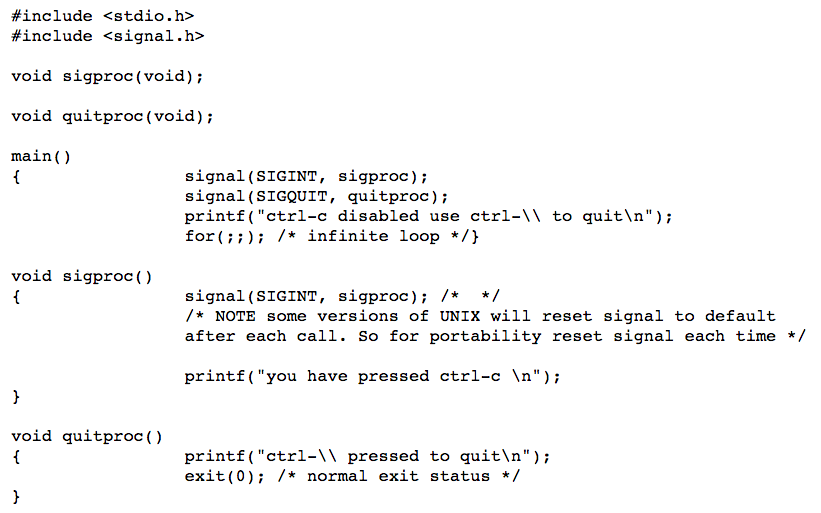 #include <stdio.h>
#include <signal.h>

void sigproc(void);

void quitproc(void);

main()
{               signal(SIGINT, sigproc);
                signal(SIGQUIT, quitproc);
                printf("ctrl-c disabled use ctrl-\\ to quit\n");
                for(;;); /* infinite loop */}

void sigproc()
{               signal(SIGINT, sigproc); /*  */
                /* NOTE some versions of UNIX will reset signal to default
                after each call. So for portability reset signal each time */

                printf("you have pressed ctrl-c \n");
}

void quitproc()
{               printf("ctrl-\\ pressed to quit\n");
                exit(0); /* normal exit status */
}